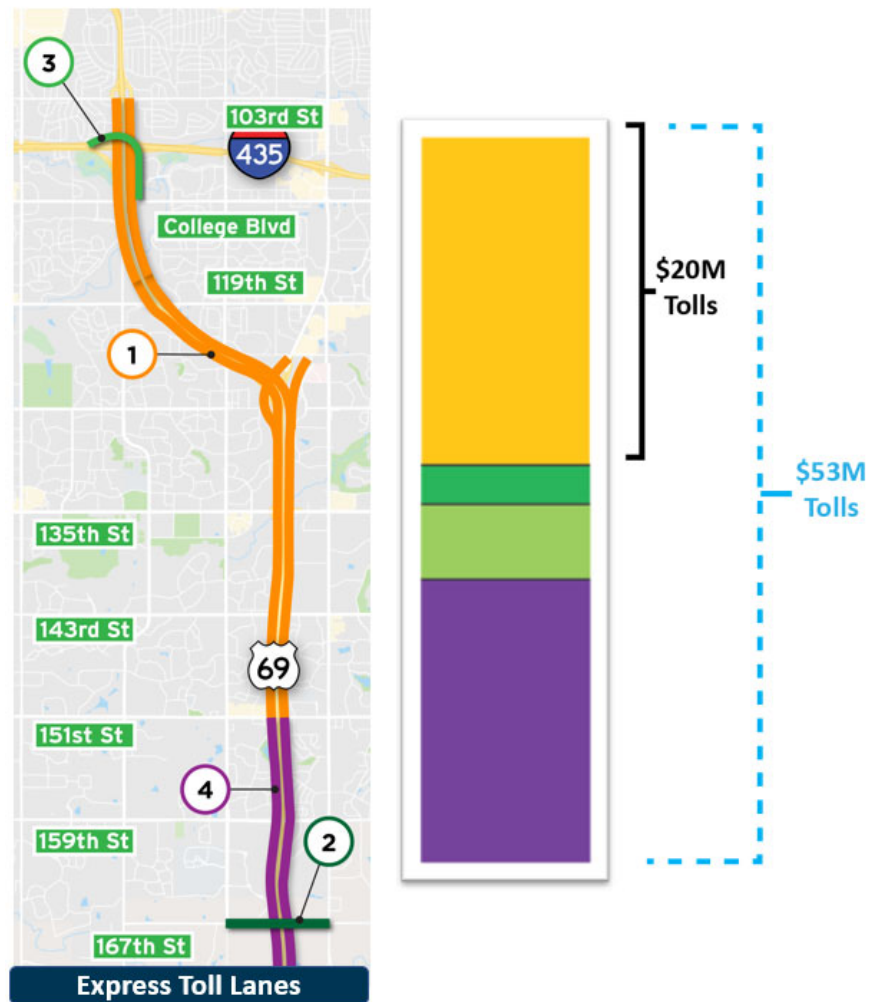 3
103rd St
435
College Blvd
119th St
1
135th St
143rd St
69
151st St
4
159th St
2
167th St
Express Toll Lanes
$20M
Tolls
$53M
Tolls